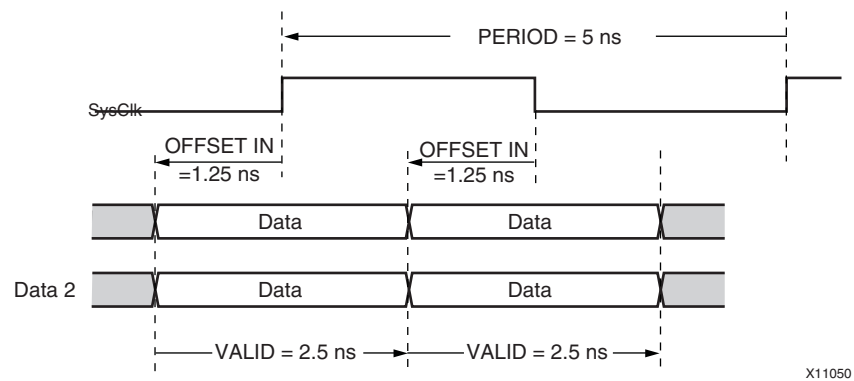 PERIOD = 5 ns
SysClk
OFFSET IN
=1.25 ns
OFFSET IN
=1.25 ns
Data
Data
Data 2
Data
Data
VALID = 2.5 ns
VALID = 2.5 ns
X11050